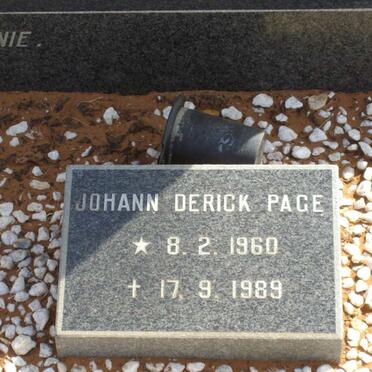 NIE.
JOHANN DERICK PAGE
★ 8. 2. 1960
† 17. 9. 1989